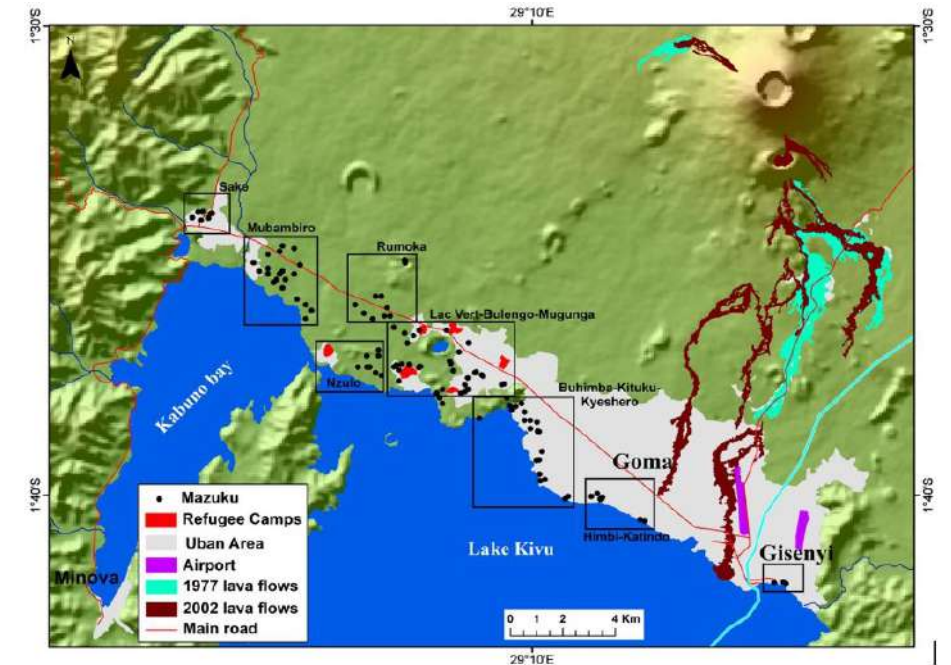 29°10'E
1°30'S
1°30'S
N
Sake
Mubambiro
Rumoka
Lac Vert-Bulengo-Mugunga
Nzulo
Buhimba-Kituku-
Kyeshero
Kabuno bay
Goma
1°40'S
1°40'S
Himbi-Katindo
Lake Kivu
Gisenyi
Minova
Mazuku
Refugee Camps
Uban Area
Airport
1977 lava flows
2002 lava flows
Main road
0 1 2 4 Km
29°10'E